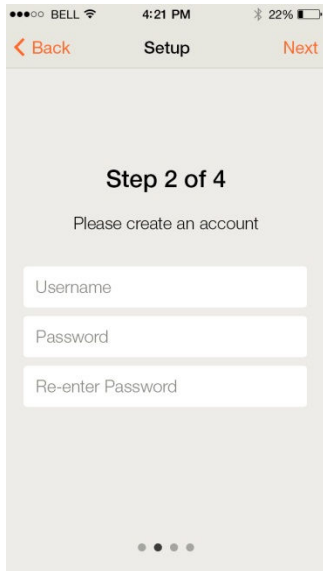 BELL 4:21 PM 22%
Back Setup Next
Step 2 of 4
Please create an account
Username
Password
Re-enter Password